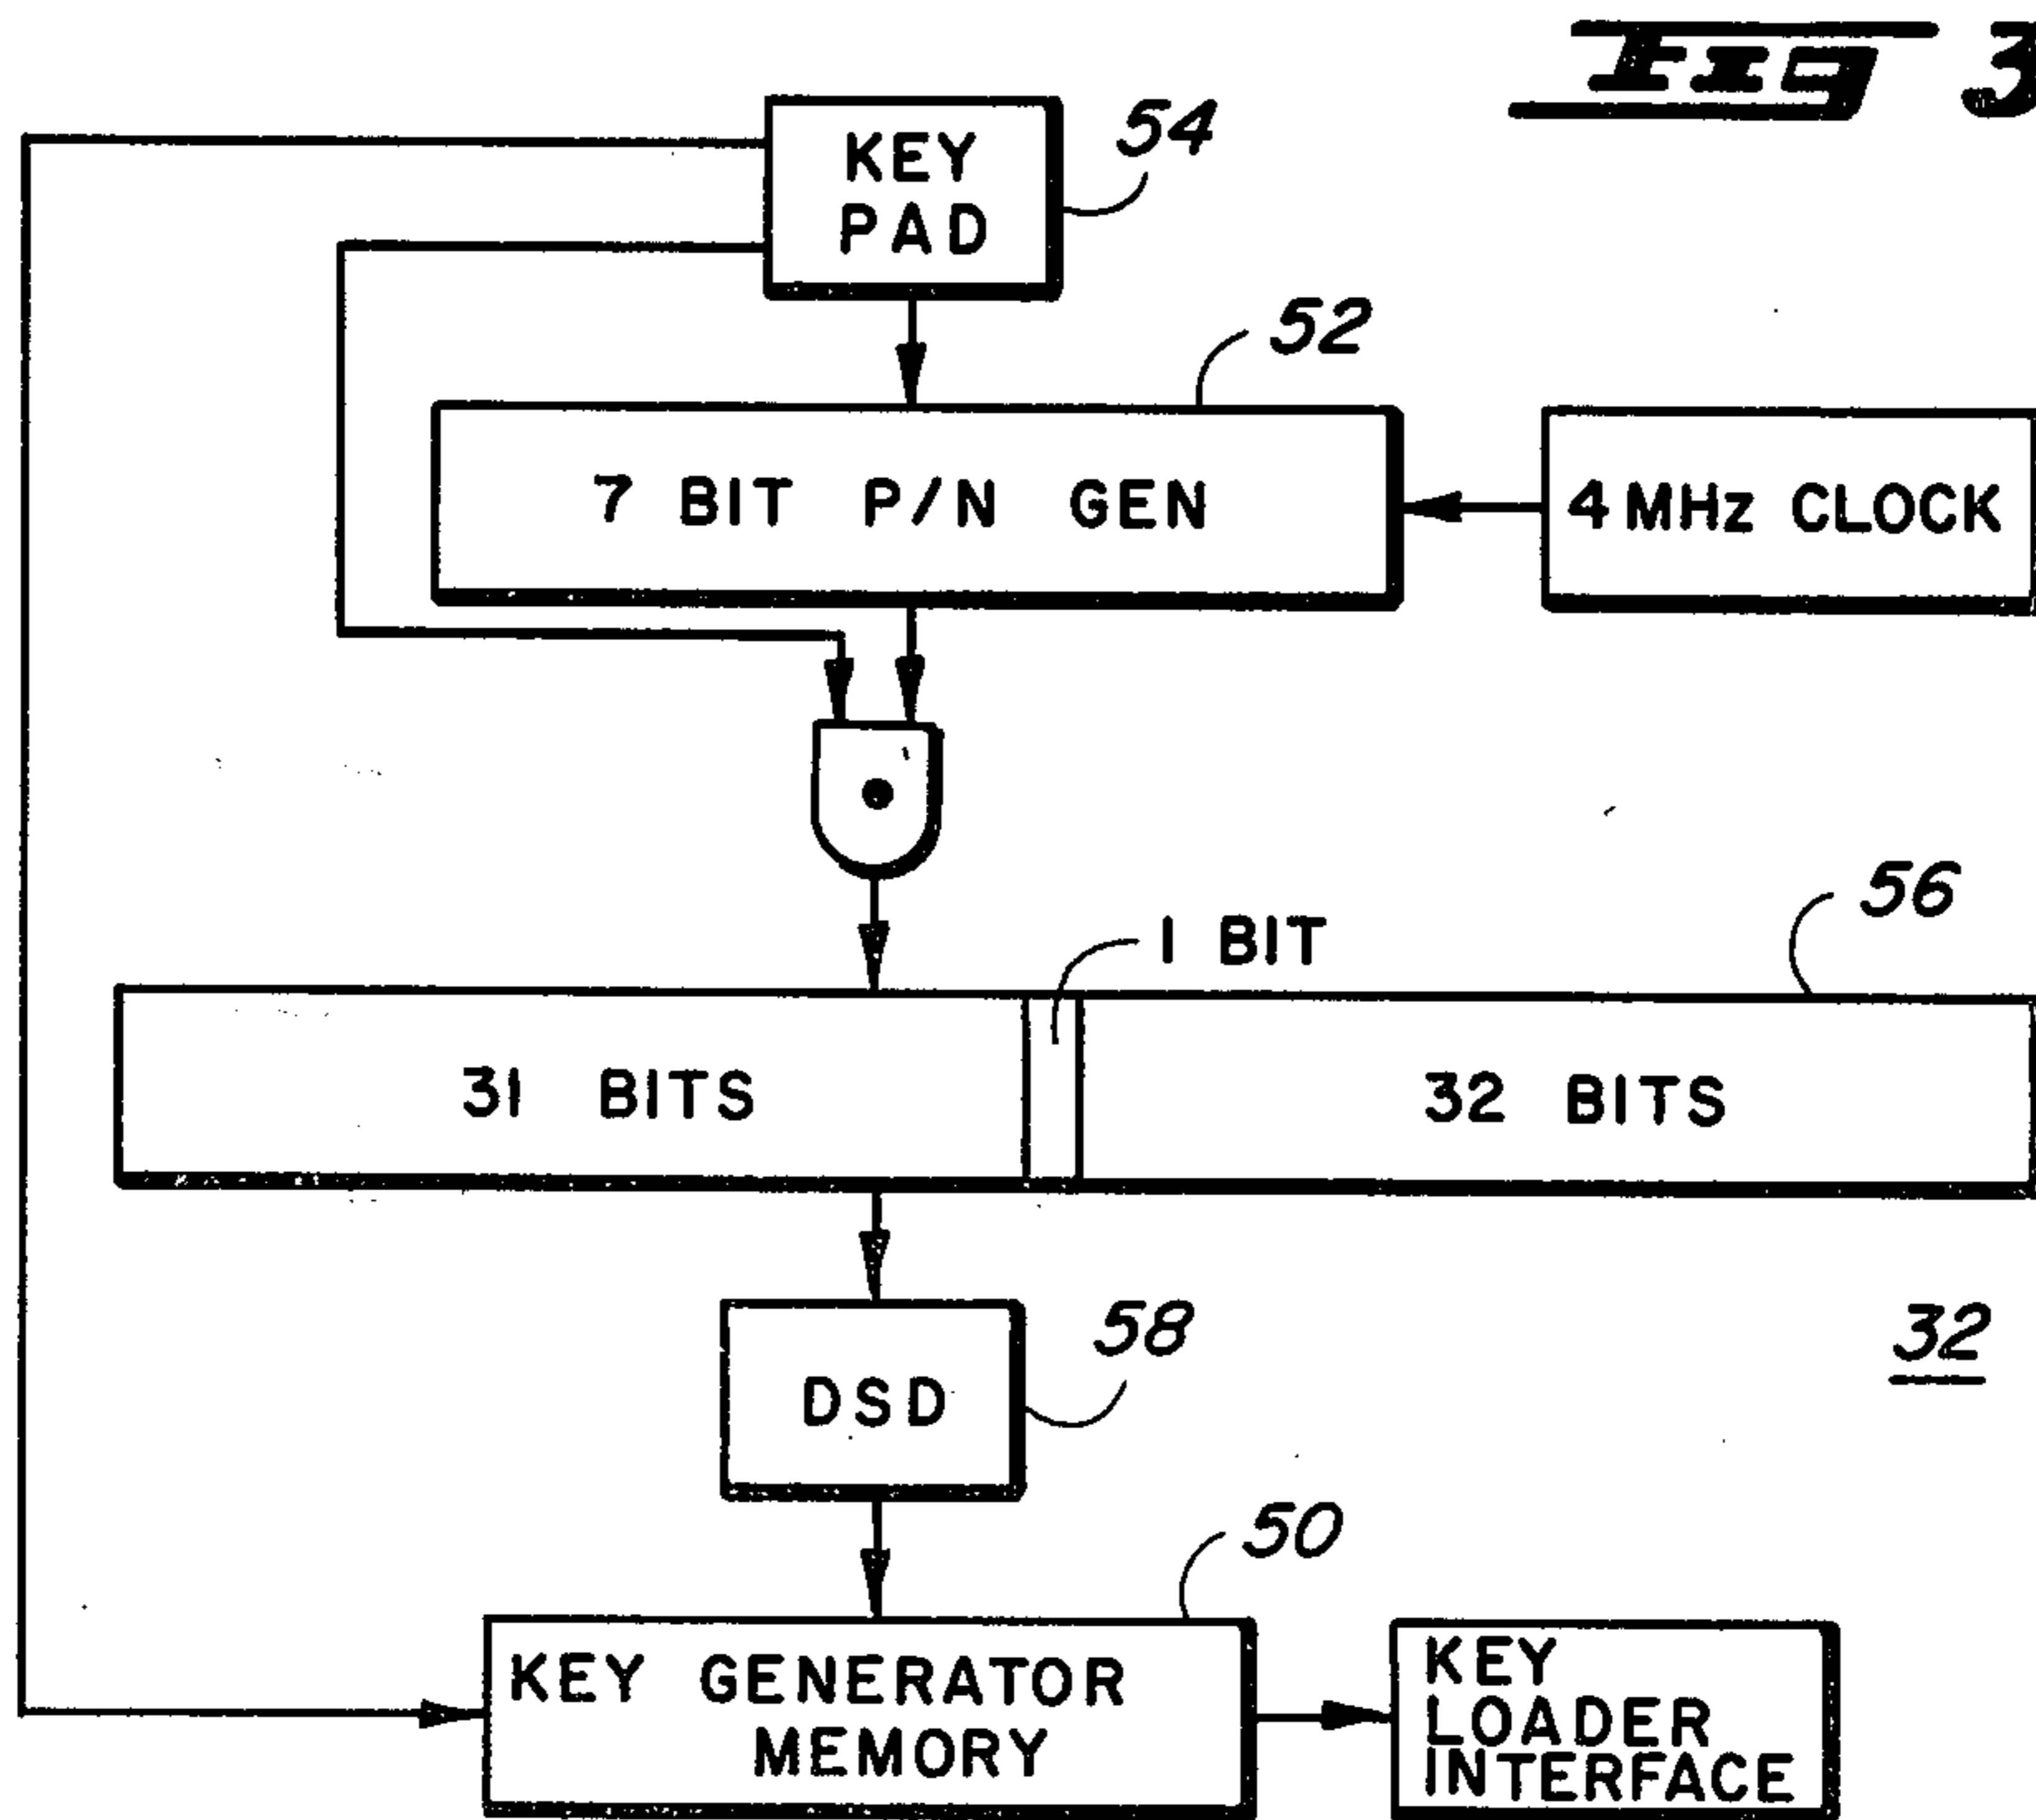 Fig 3
KEY
PAD
54
52
7 BIT P/N GEN
4 MHz CLOCK
1 BIT
56
31 BITS
32 BITS
DSD
58
32
50
KEY GENERATOR
MEMORY
KEY
LOADER
INTERFACE